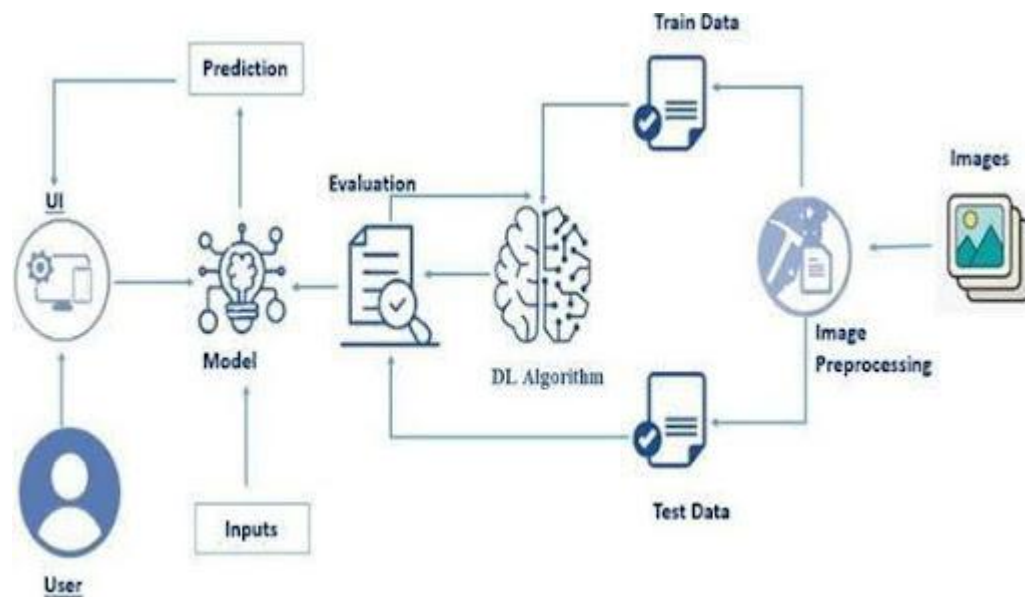 Train Data
Prediction
Images
Evaluation
UI
Image
Preprocessing
Model
DL Algorithm
Test Data
Inputs
User